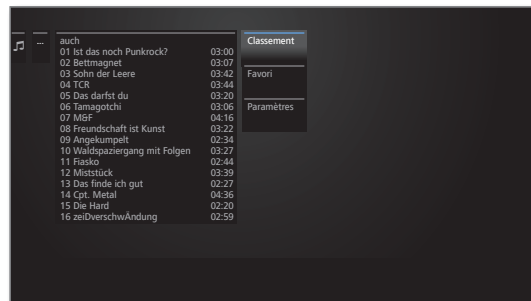 ...
auch
01 Ist das noch Punkrock? 03:00
02 Bettmagnet 03:07
03 Sohn der Leere 03:42
04 TCR 03:44
05 Das darfst du 03:20
06 Tamagotchi 03:06
07 M&F 04:16
08 Freundschaft ist Kunst 03:22
09 Angekumpelt 02:34
10 Waldspaziergang mit Folgen 03:27
11 Fiasko 02:44
12 Miststück 03:39
13 Das finde ich gut 02:27
14 Cpt. Metal 04:36
15 Die Hard 02:20
16 zeiDverschwÄndung 02:59
Classement
Favori
Paramètres